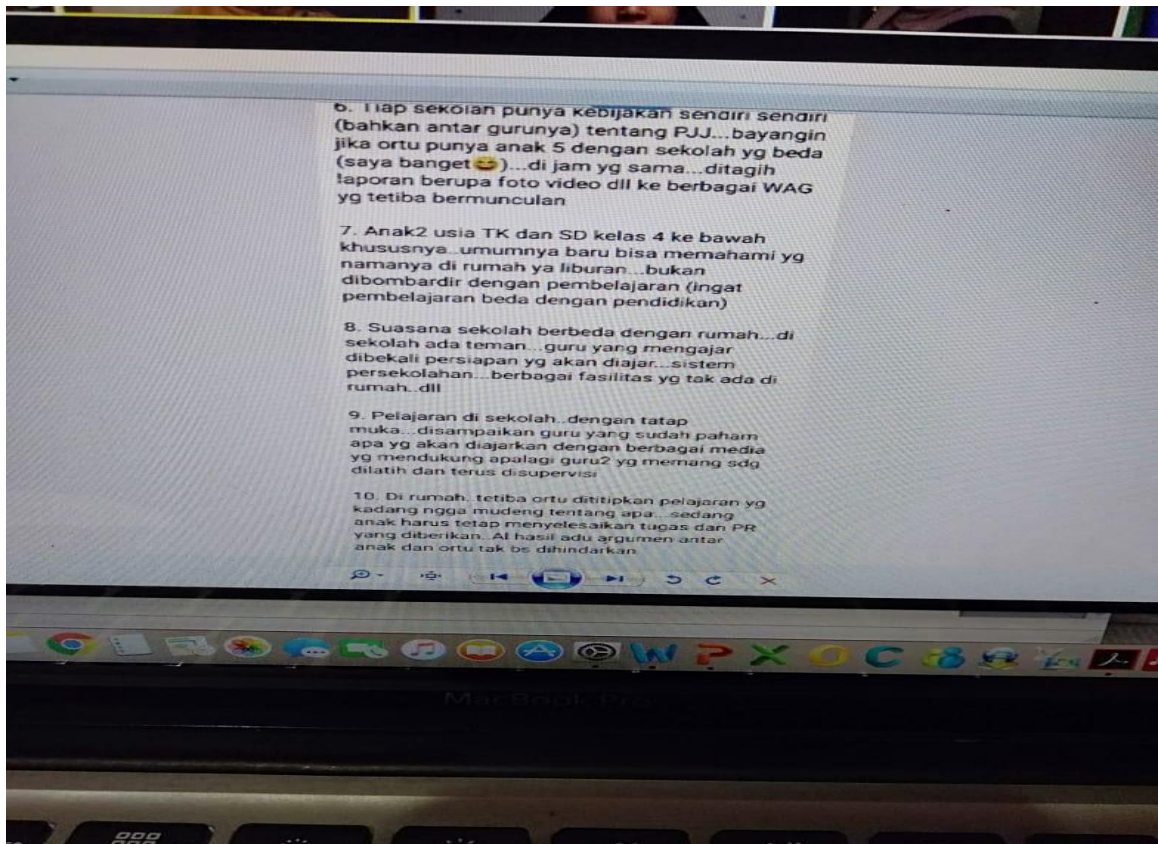 6. Tiap sekolah punya kebijakan sendiri sendiri
(bahkan antar gurunya) tentang PJJ...bayangin
jika ortu punya anak 5 dengan sekolah yg beda
(saya banget😄)...di jam yg sama...ditagih
laporan berupa foto video dll ke berbagai WAG
yg tetiba bermunculan
7. Anak2 usia TK dan SD kelas 4 ke bawah
khususnya..umumnya baru bisa memahami yg
namanya di rumah ya liburan...bukan
dibombardir dengan pembelajaran (ingat
pembelajaran beda dengan pendidikan)
8. Suasana sekolah berbeda dengan rumah...di
sekolah ada teman...guru yang mengajar
dibekali persiapan yg akan diajar...sistem
persekolahan...berbagai fasilitas yg tak ada di
rumah..dll
9. Pelajaran di sekolah..dengan tatap
muka...disampaikan guru yang sudah paham
apa yg akan diajarkan dengan berbagai media
yg mendukung apalagi guru2 yg memang sdg
dilatih dan terus disupervisi
10. Di rumah..tetiba ortu dititipkan pelajaran yg
kadang ngga mudeng tentang apa...sedang
anak harus tetap menyelesaikan tugas dan PR
yang diberikan..Al hasil adu argumen antar
anak dan ortu tak bs dihindarkan
MacBook Pro